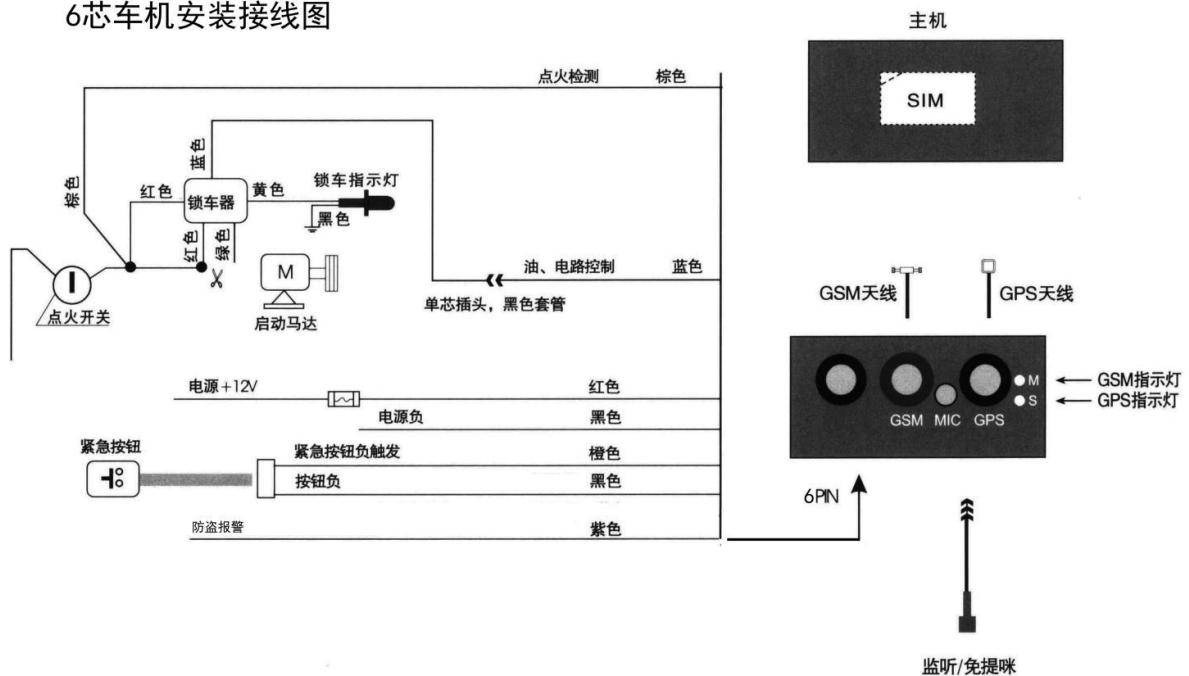 6芯车机安装接线图
主机
点火检测
棕色
SIM
蓝色
棕色
红色
锁车器
黄色
锁车指示灯
黑色
红色
绿色
M
点火开关
启动马达
油、电路控制
蓝色
单芯插头，黑色套管
GSM天线
GPS天线
电源+12V
红色
电源负
黑色
M
GSM指示灯
S
GPS指示灯
GSM
MIC
GPS
紧急按钮
紧急按钮负触发
橙色
按钮负
黑色
6PIN
防盗报警
紫色
监听/免提咪